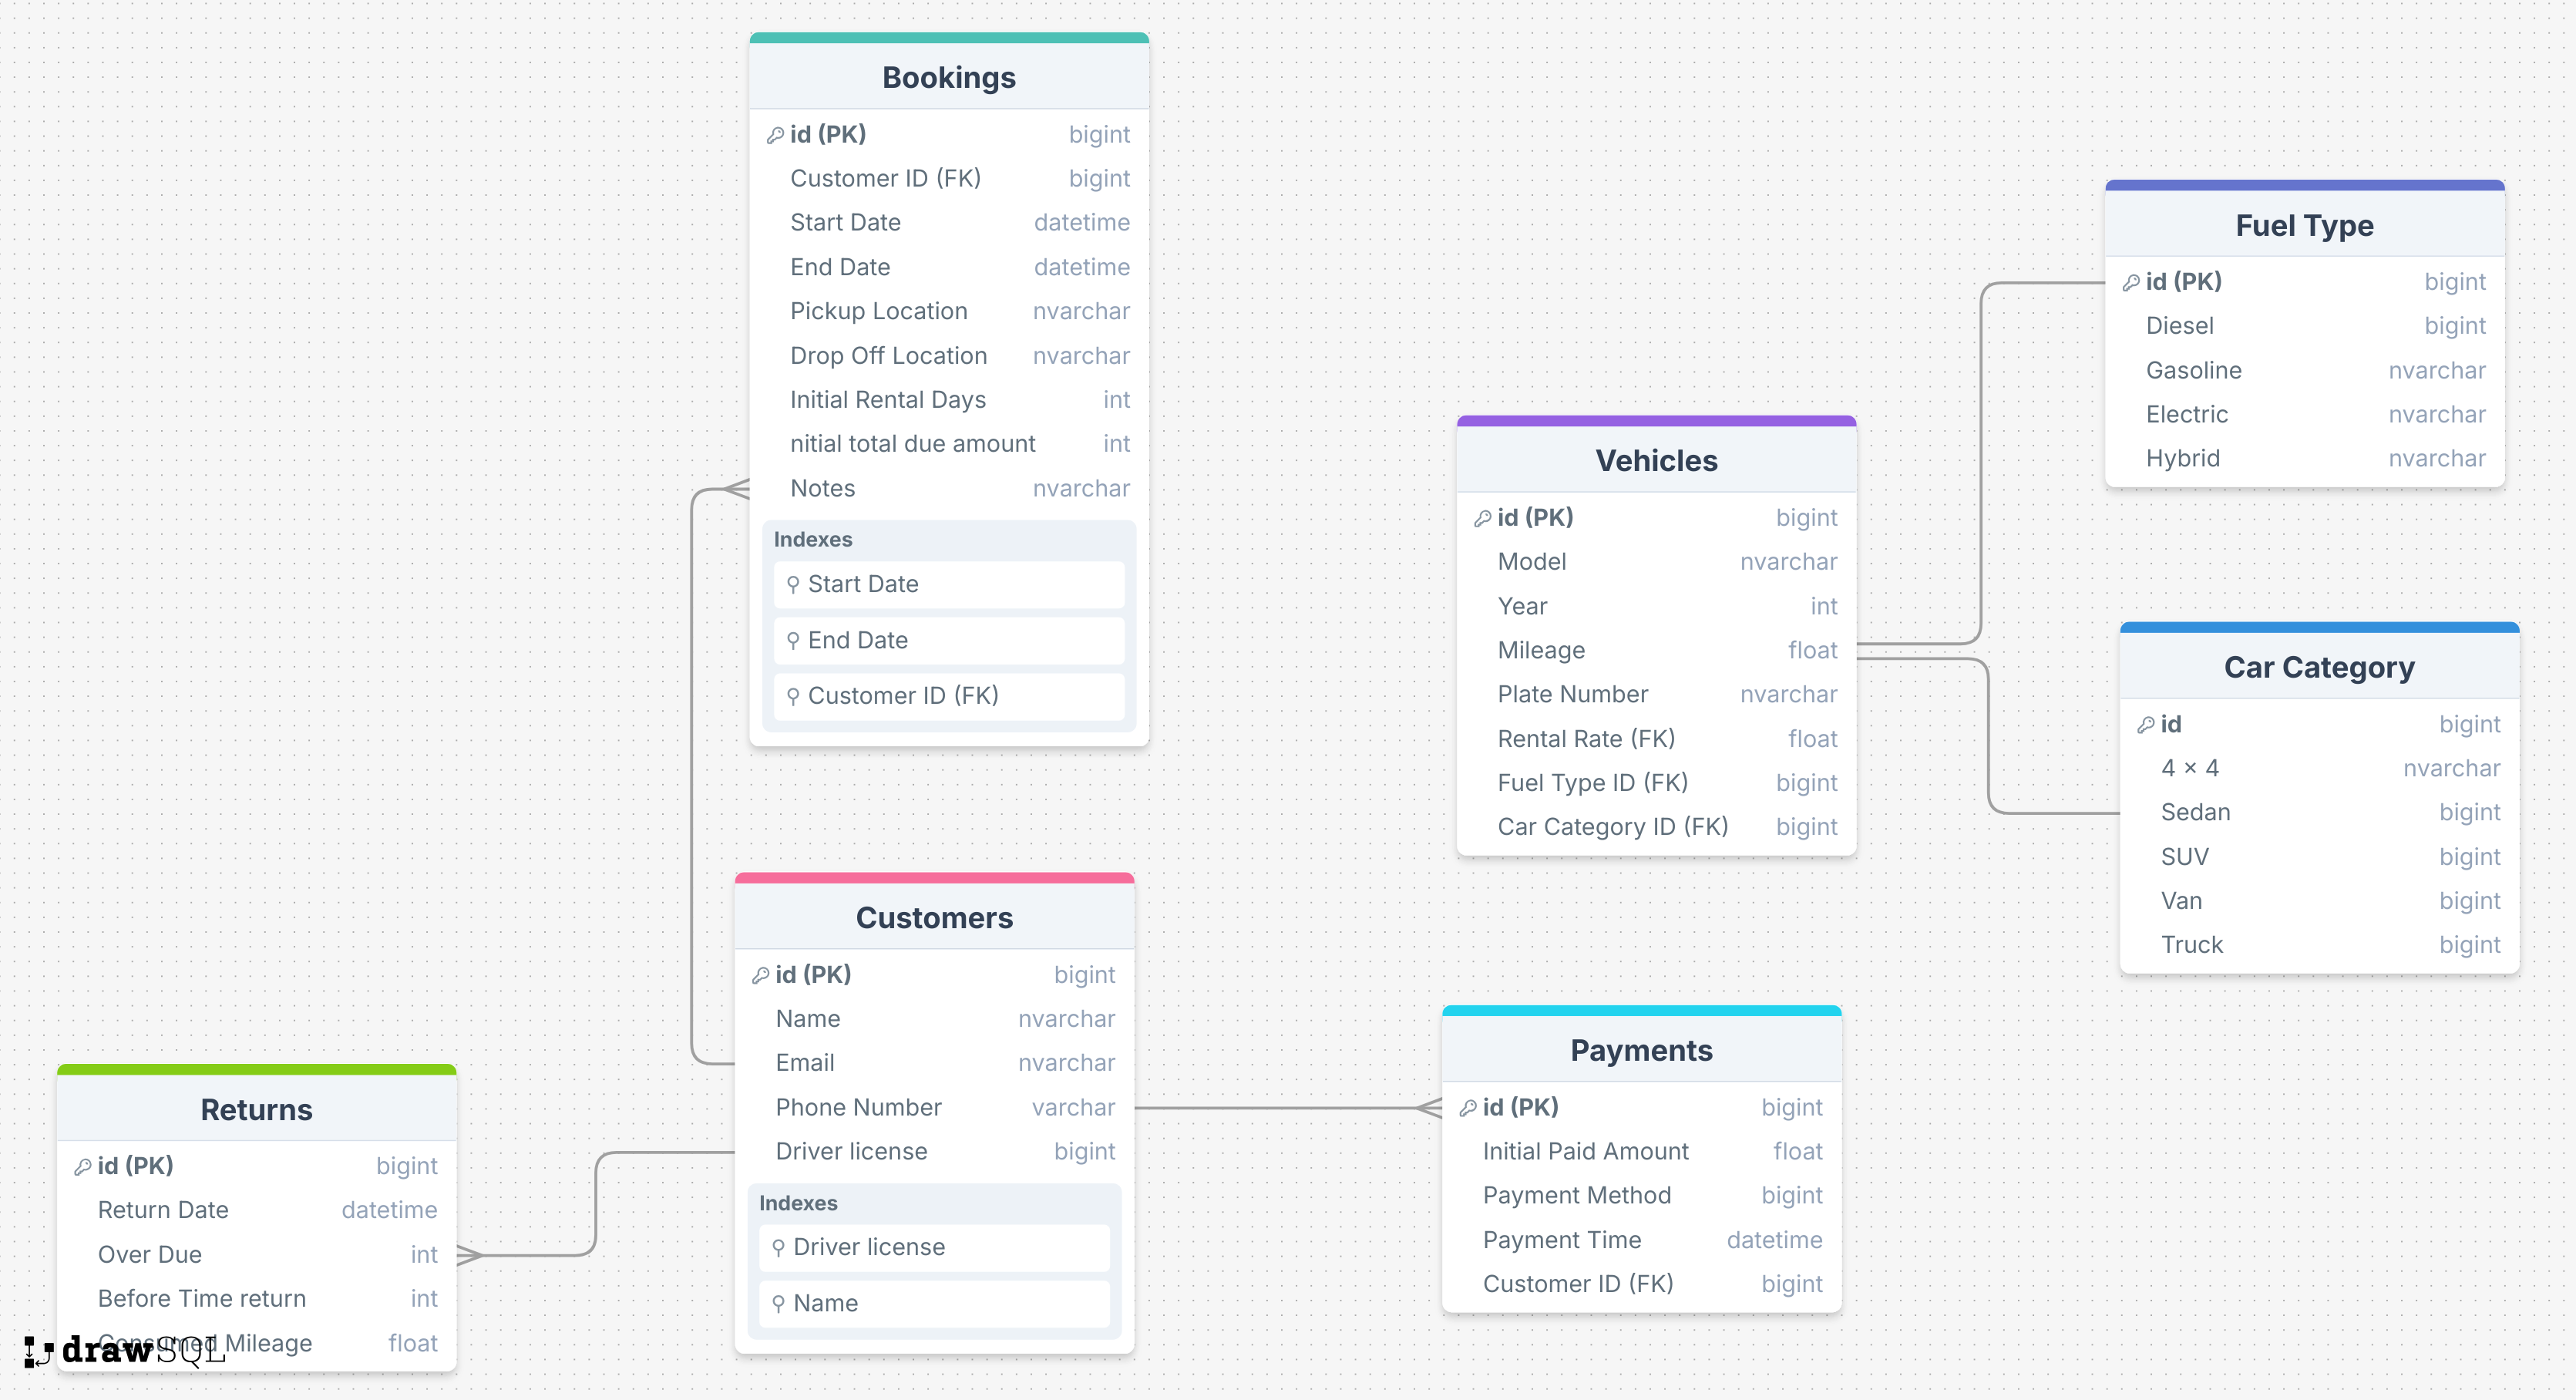 Bookings
id (PK) bigint
Customer ID (FK) bigint
Start Date datetime
End Date datetime
Pickup Location nvarchar
Drop Off Location nvarchar
Initial Rental Days int
nitial total due amount int
Notes nvarchar
Indexes
Start Date
End Date
Customer ID (FK)
Fuel Type
id (PK) bigint
Diesel bigint
Gasoline nvarchar
Electric nvarchar
Hybrid nvarchar
Vehicles
id (PK) bigint
Model nvarchar
Year int
Mileage float
Plate Number nvarchar
Rental Rate (FK) float
Fuel Type ID (FK) bigint
Car Category ID (FK) bigint
Car Category
id bigint
4 × 4 nvarchar
Sedan bigint
SUV bigint
Van bigint
Truck bigint
Customers
id (PK) bigint
Name nvarchar
Email nvarchar
Phone Number varchar
Driver license bigint
Indexes
Driver license
Name
Payments
id (PK) bigint
Initial Paid Amount float
Payment Method bigint
Payment Time datetime
Customer ID (FK) bigint
Returns
id (PK) bigint
Return Date datetime
Over Due int
Before Time return int
Consumed Mileage float
drawSQL